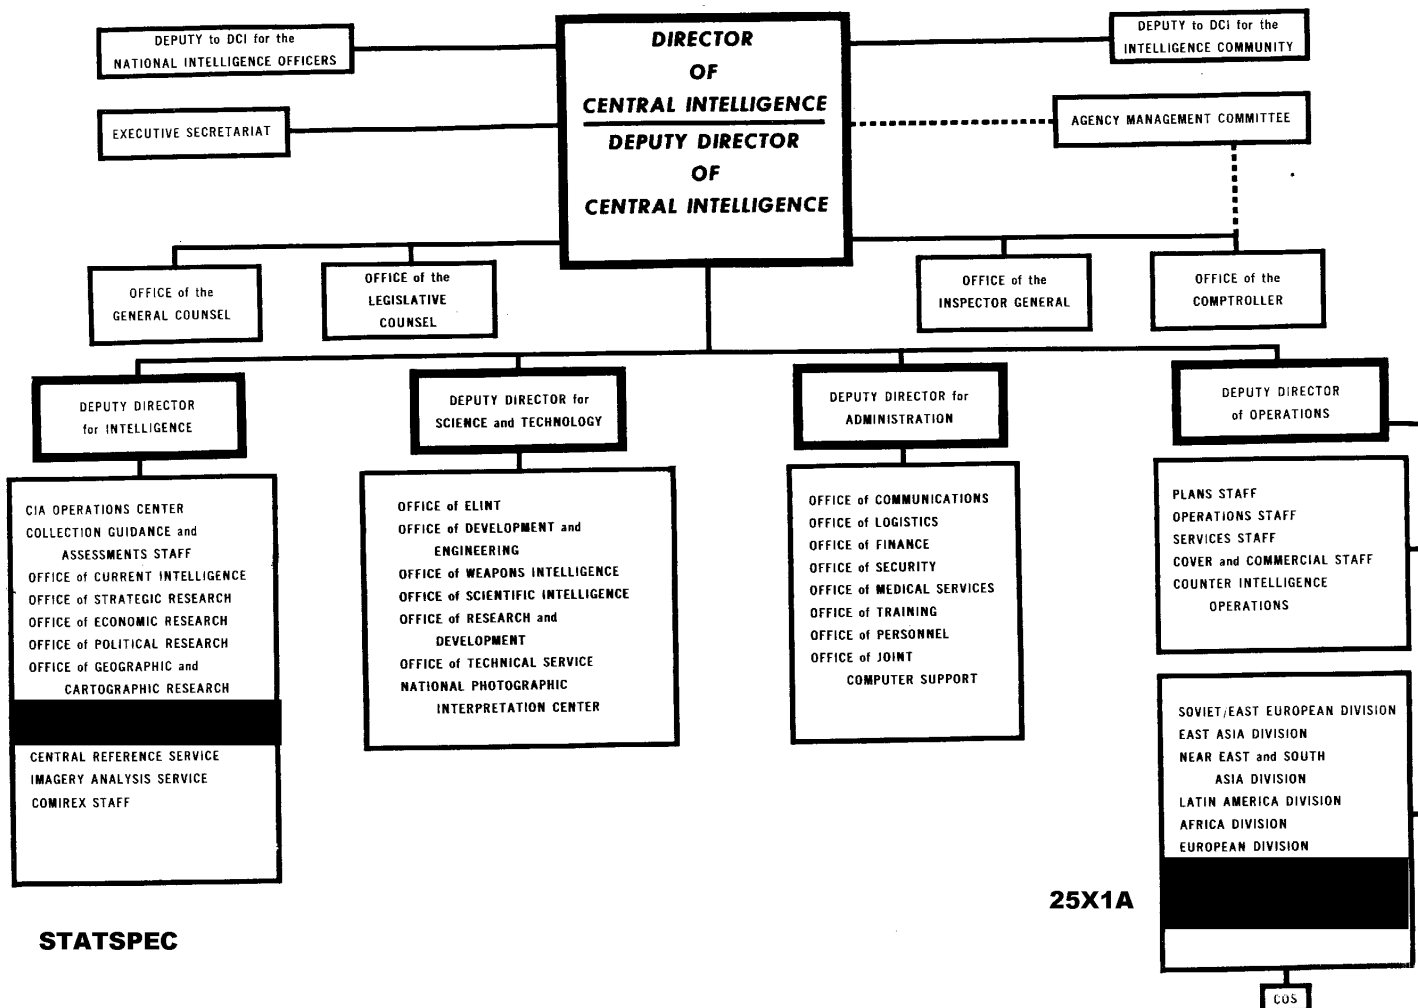 DEPUTY to DCI for the
NATIONAL INTELLIGENCE OFFICERS
EXECUTIVE SECRETARIAT
DIRECTOR
OF
CENTRAL INTELLIGENCE
DEPUTY DIRECTOR
OF
CENTRAL INTELLIGENCE
DEPUTY to DCI for the
INTELLIGENCE COMMUNITY
AGENCY MANAGEMENT COMMITTEE
OFFICE of the
GENERAL COUNSEL
OFFICE of the
LEGISLATIVE
COUNSEL
OFFICE of the
INSPECTOR GENERAL
OFFICE of the
COMPTROLLER
DEPUTY DIRECTOR
for INTELLIGENCE
DEPUTY DIRECTOR for
SCIENCE and TECHNOLOGY
DEPUTY DIRECTOR for
ADMINISTRATION
DEPUTY DIRECTOR
of OPERATIONS
CIA OPERATIONS CENTER
COLLECTION GUIDANCE and
ASSESSMENTS STAFF
OFFICE of CURRENT INTELLIGENCE
OFFICE of STRATEGIC RESEARCH
OFFICE of ECONOMIC RESEARCH
OFFICE of POLITICAL RESEARCH
OFFICE of GEOGRAPHIC and
CARTOGRAPHIC RESEARCH
CENTRAL REFERENCE SERVICE
IMAGERY ANALYSIS SERVICE
COMIREX STAFF
OFFICE of ELINT
OFFICE of DEVELOPMENT and
ENGINEERING
OFFICE of WEAPONS INTELLIGENCE
OFFICE of SCIENTIFIC INTELLIGENCE
OFFICE of RESEARCH and
DEVELOPMENT
OFFICE of TECHNICAL SERVICE
NATIONAL PHOTOGRAPHIC
INTERPRETATION CENTER
OFFICE of COMMUNICATIONS
OFFICE of LOGISTICS
OFFICE of FINANCE
OFFICE of SECURITY
OFFICE of MEDICAL SERVICES
OFFICE of TRAINING
OFFICE of PERSONNEL
OFFICE of JOINT
COMPUTER SUPPORT
PLANS STAFF
OPERATIONS STAFF
SERVICES STAFF
COVER and COMMERCIAL STAFF
COUNTER INTELLIGENCE
OPERATIONS
SOVIET/EAST EUROPEAN DIVISION
EAST ASIA DIVISION
NEAR EAST and SOUTH
ASIA DIVISION
LATIN AMERICA DIVISION
AFRICA DIVISION
EUROPEAN DIVISION
25X1A
STATSPEC
COS